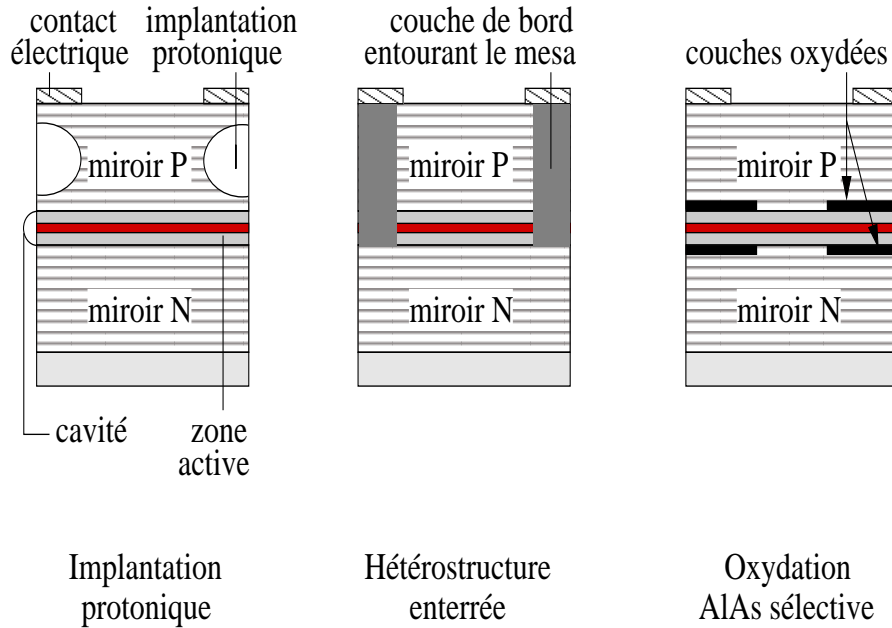 contact
électrique
implantation
protonique
couche de bord
entourant le mesa
couches oxydées
miroir P
miroir P
miroir P
miroir N
miroir N
miroir N
cavité
zone
active
Implantation
protonique
Hétérostructure
enterrée
Oxydation
AlAs sélective